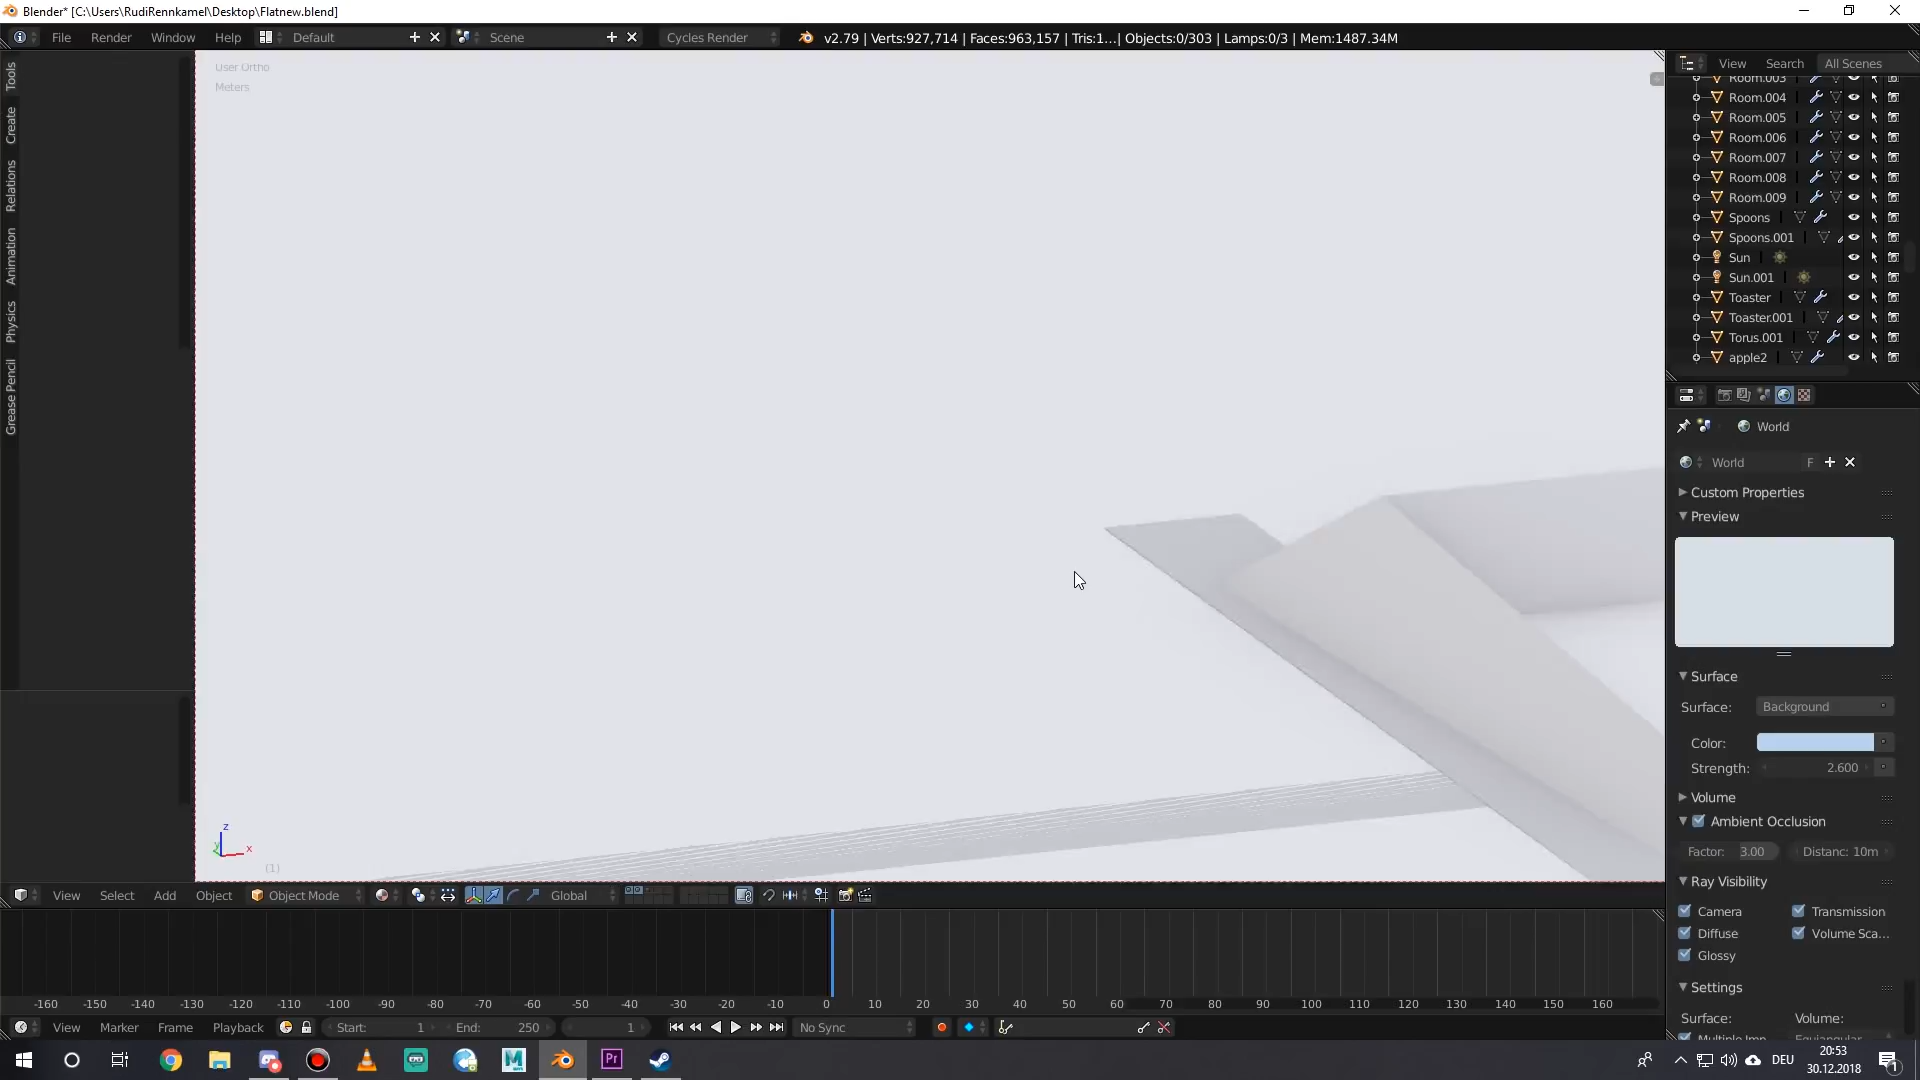 Blender* [C:\Users\RudiRennkamel\Desktop\Flatnew.blend]
File Render Window Help Default Scene Cycles Render v2.79 | Verts:927,714 | Faces:963,157 | Tris:1...| Objects:0/303 | Lamps:0/3 | Mem:1487.34M
Tools
Create
Relations
Animation
Physics
Grease Pencil
User Ortho
Meters
z
y
x
(1)
View Search All Scenes
Room.003
Room.004
Room.005
Room.006
Room.007
Room.008
Room.009
Spoons
Spoons.001
Sun
Sun.001
Toaster
Toaster.001
Torus.001
apple2
World
World F
Custom Properties
Preview
Surface
Surface: Background
Color:
Strength: 2.600
Volume
Ambient Occlusion
Factor: 3.00 Distanc: 10m
Ray Visibility
Camera Transmission
Diffuse Volume Sca...
Glossy
Settings
Surface: Volume:
Multiple Imp
View Select Add Object Object Mode Global
-160 -150 -140 -130 -120 -110 -100 -90 -80 -70 -60 -50 -40 -30 -20 -10 0 10 20 30 40 50 60 70 80 90 100 110 120 130 140 150 160
View Marker Frame Playback Start: 1 End: 250 1 No Sync
DEU
20:53
30.12.2018